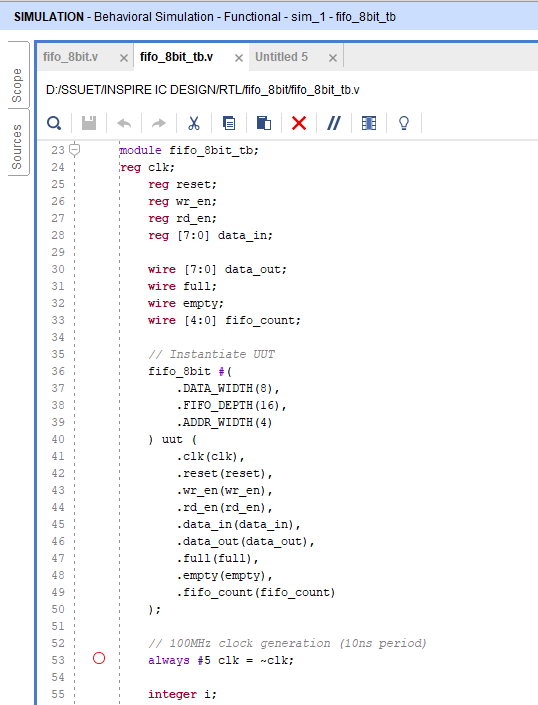 SIMULATION - Behavioral Simulation - Functional - sim_1 - fifo_8bit_tb
Scope
Sources
fifo_8bit.v × fifo_8bit_tb.v × Untitled 5 ×
D:/SSUET/INSPIRE IC DESIGN/RTL/fifo_8bit/fifo_8bit_tb.v
23 module fifo_8bit_tb;
24 reg clk;
25 reg reset;
26 reg wr_en;
27 reg rd_en;
28 reg [7:0] data_in;
29
30 wire [7:0] data_out;
31 wire full;
32 wire empty;
33 wire [4:0] fifo_count;
34
35 // Instantiate UUT
36 fifo_8bit #(
37 .DATA_WIDTH(8),
38 .FIFO_DEPTH(16),
39 .ADDR_WIDTH(4)
40 ) uut (
41 .clk(clk),
42 .reset(reset),
43 .wr_en(wr_en),
44 .rd_en(rd_en),
45 .data_in(data_in),
46 .data_out(data_out),
47 .full(full),
48 .empty(empty),
49 .fifo_count(fifo_count)
50 );
51
52 // 100MHz clock generation (10ns period)
53 always #5 clk = ~clk;
54
55 integer i;